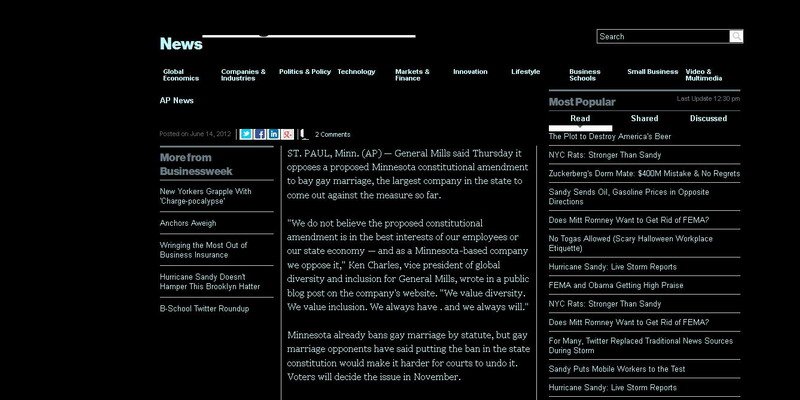 News
Search
Global Economics
Companies & Industries
Politics & Policy
Technology
Markets & Finance
Innovation
Lifestyle
Business Schools
Small Business
Video & Multimedia
AP News
Posted on June 14, 2012
2 Comments
More from
Businessweek
New Yorkers Grapple With
'Charge-pocalypse'
Anchors Aweigh
Wringing the Most Out of
Business Insurance
Hurricane Sandy Doesn't
Harper This Brooklyn Hatter
B-School Twitter Roundup
ST. PAUL, Minn. (AP) — General Mills said Thursday it
opposes a proposed Minnesota constitutional amendment
to bay gay marriage, the largest company in the state to
come out against the measure so far.
"We do not believe the proposed constitutional
amendment is in the best interests of our employees or
our state economy — and as a Minnesota-based company
we oppose it," Ken Charles, vice president of global
diversity and inclusion for General Mills, wrote in a public
blog post on the company's website. "We value diversity.
We value inclusion. We always have ..and we always will."
Minnesota already bans gay marriage by statute, but gay
marriage opponents have said putting the ban in the state
constitution would make it harder for courts to undo it.
Voters will decide the issue in November.
Most Popular
Last Update 12:30 pm
Read
Shared
Discussed
The Plot to Destroy America's Beer
NYC Rats: Stronger Than Sandy
Zuckerberg's Dorm Mate: $400M Mistake & No Regrets
Sandy Sends Oil, Gasoline Prices in Opposite
Directions
Does Mitt Romney Want to Get Rid of FEMA?
No Togas Allowed (Scary Halloween Workplace
Etiquette)
Hurricane Sandy: Live Storm Reports
FEMA and Obama Getting High Praise
NYC Rats: Stronger Than Sandy
Does Mitt Romney Want to Get Rid of FEMA?
For Many, Twitter Replaced Traditional News Sources
During Storm
Sandy Puts Mobile Workers to the Test
Hurricane Sandy: Live Storm Reports